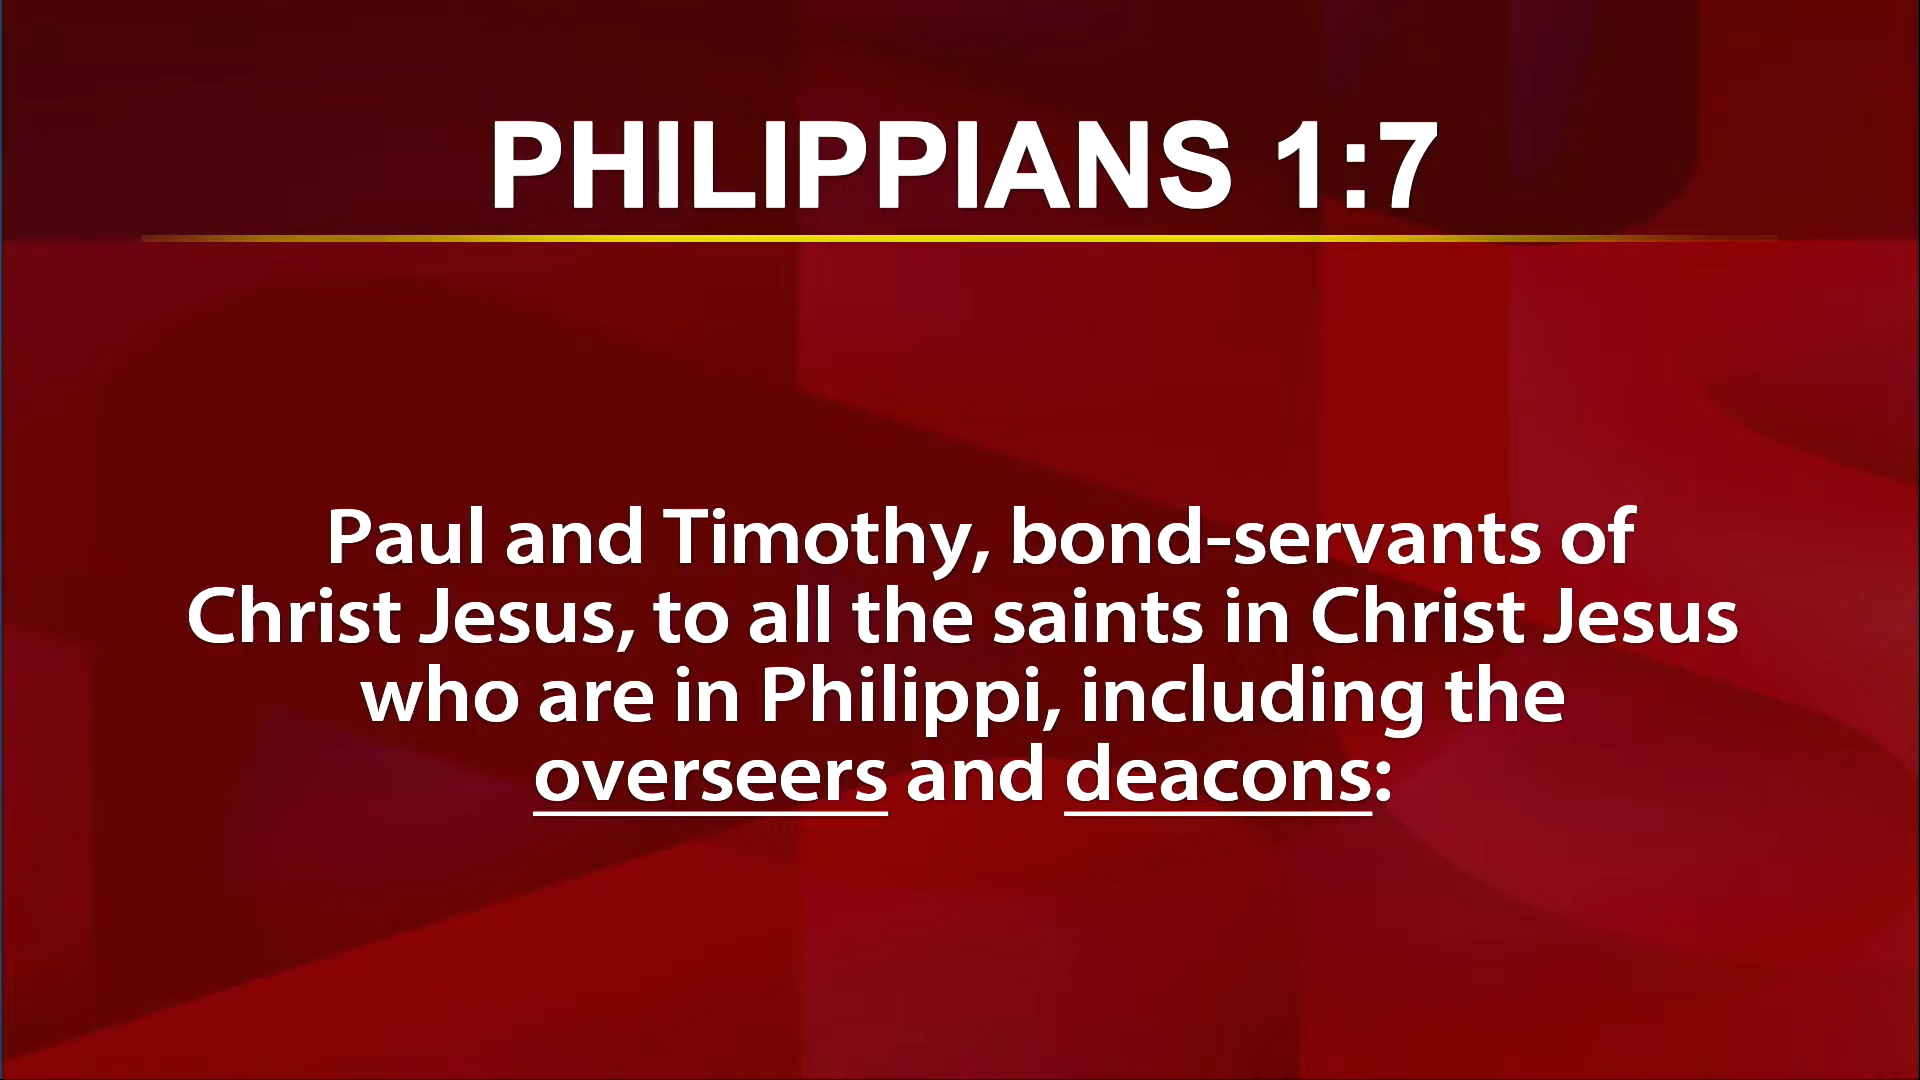 PHILIPPIANS 1:7
Paul and Timothy, bond-servants of
Christ Jesus, to all the saints in Christ Jesus
who are in Philippi, including the
overseers and deacons: